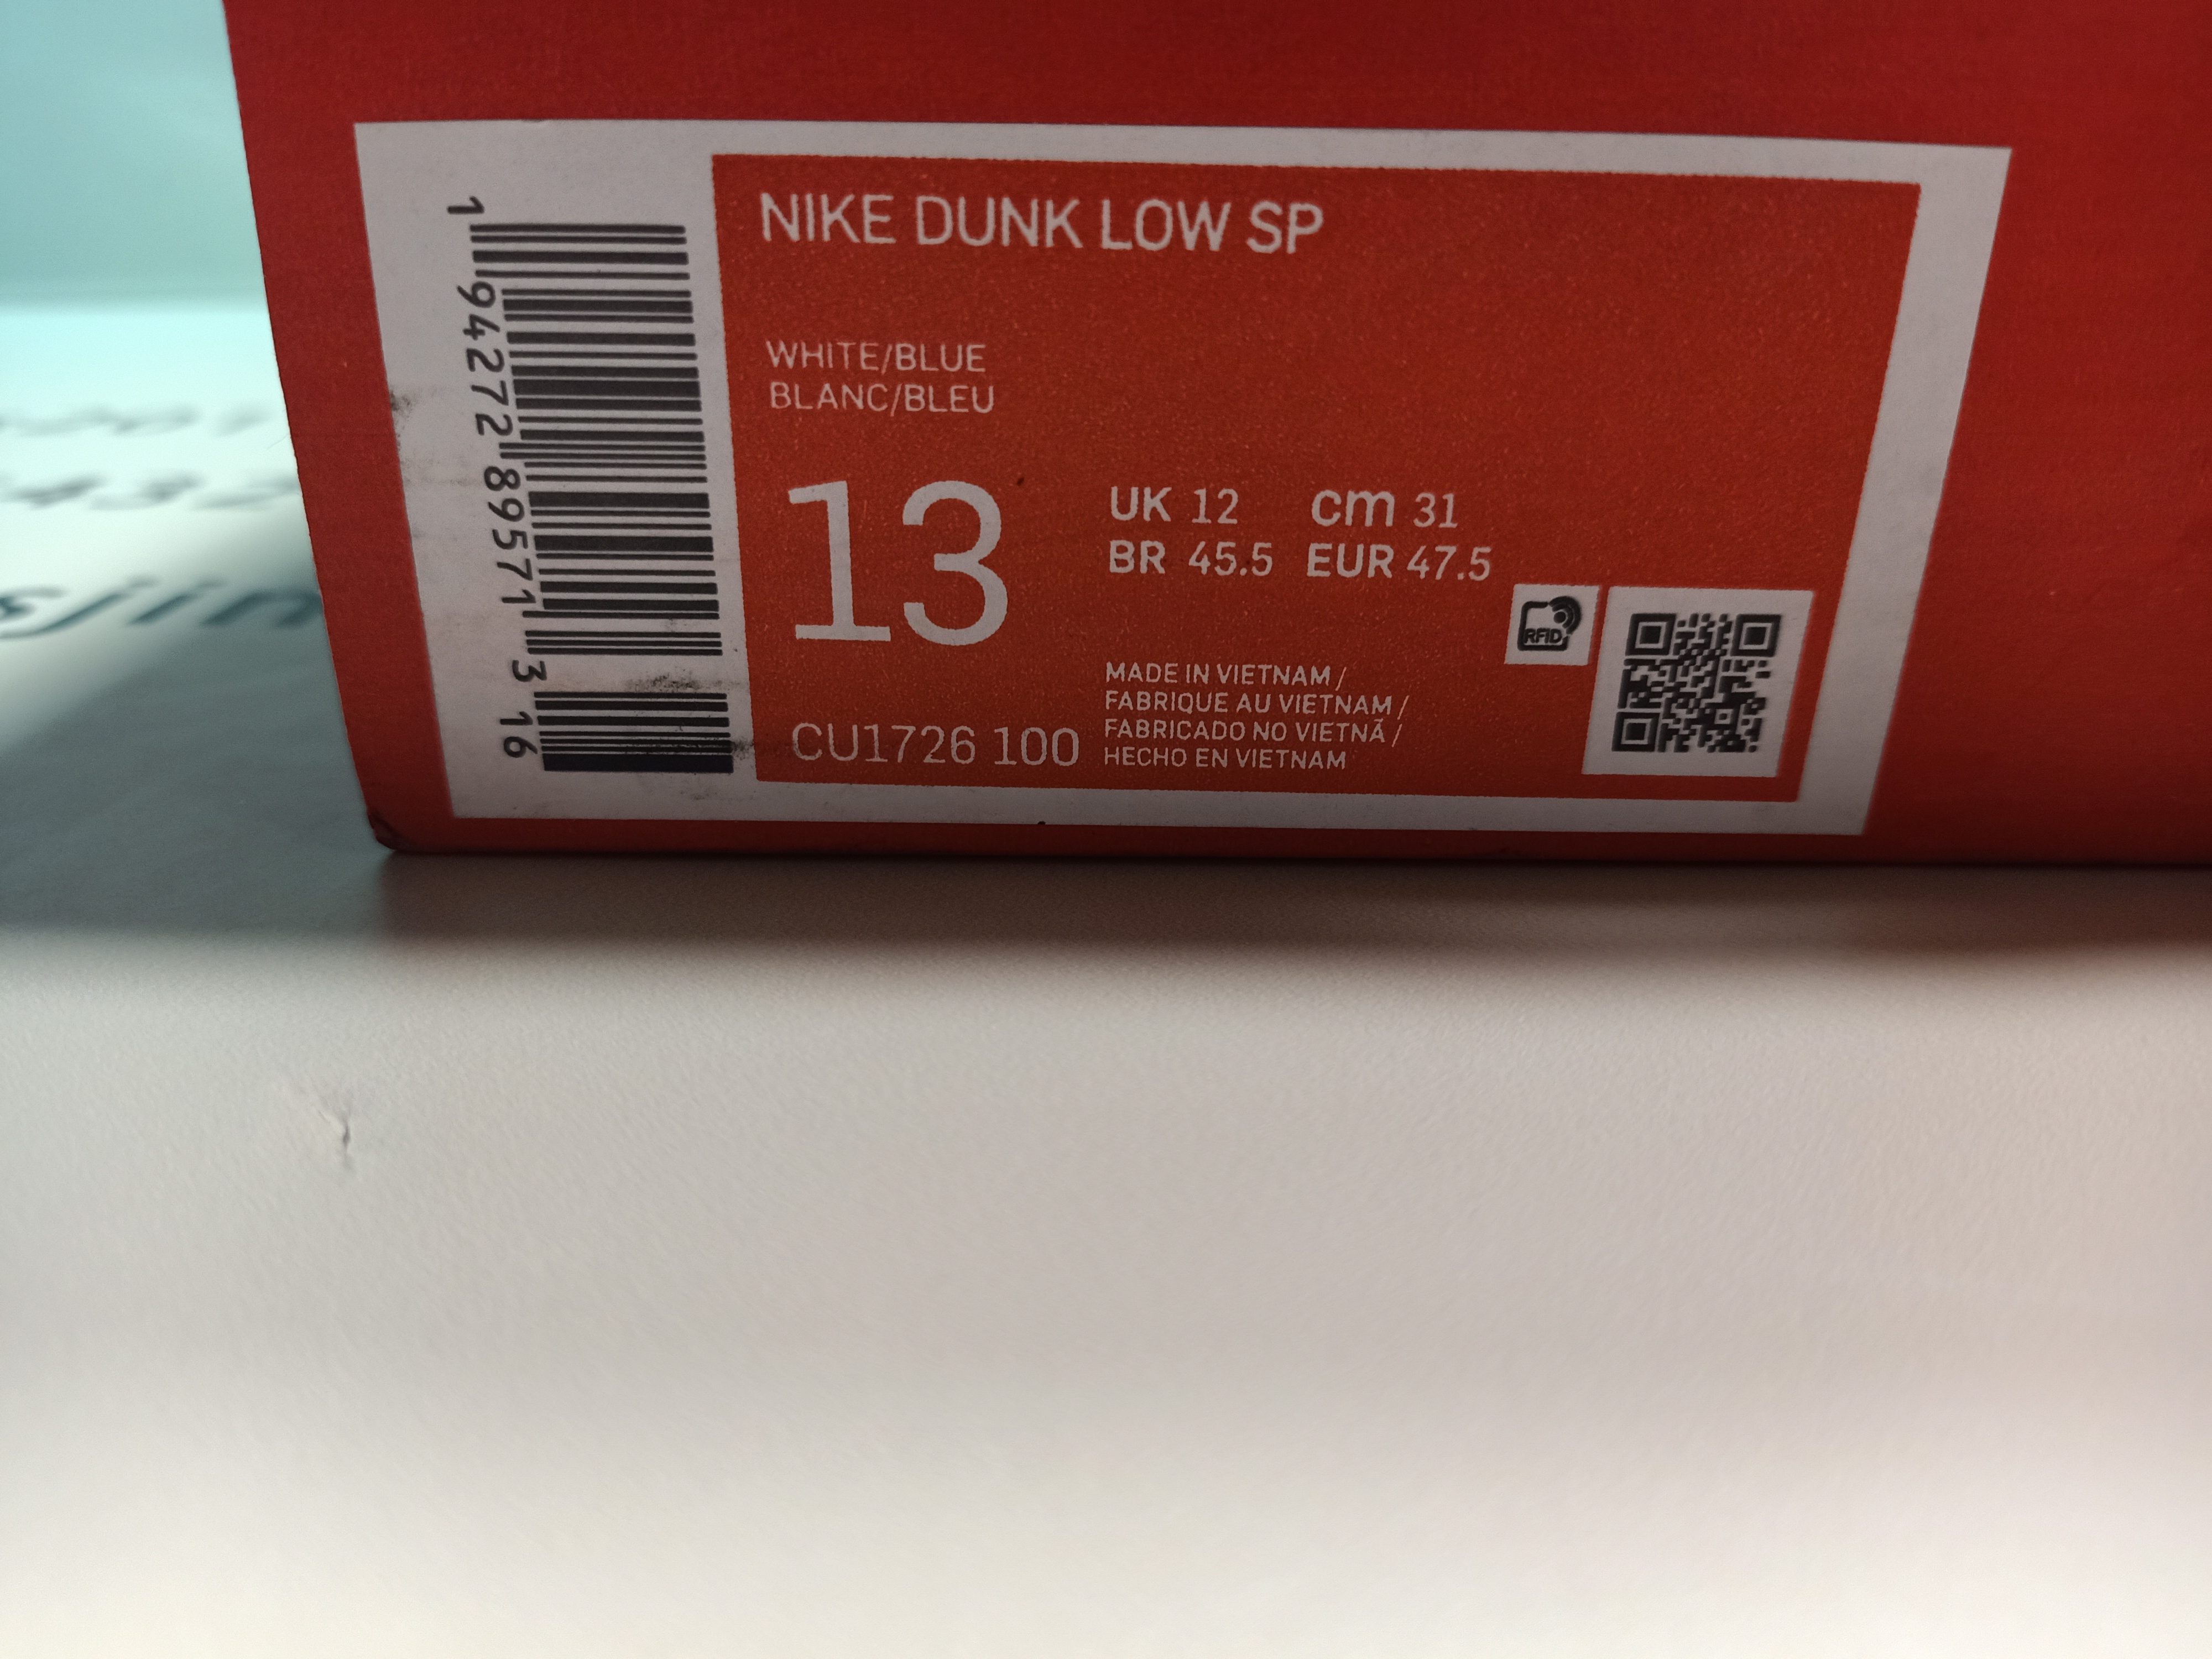 1 94272 89571 3 16
NIKE DUNK LOW SP
WHITE/BLUE
BLANC/BLEU
13
UK 12 cm 31
BR 45.5 EUR 47.5
RFID
MADE IN VIETNAM /
FABRIQUE AU VIETNAM /
FABRICADO NO VIETNÃ /
HECHO EN VIETNAM
CU1726 100